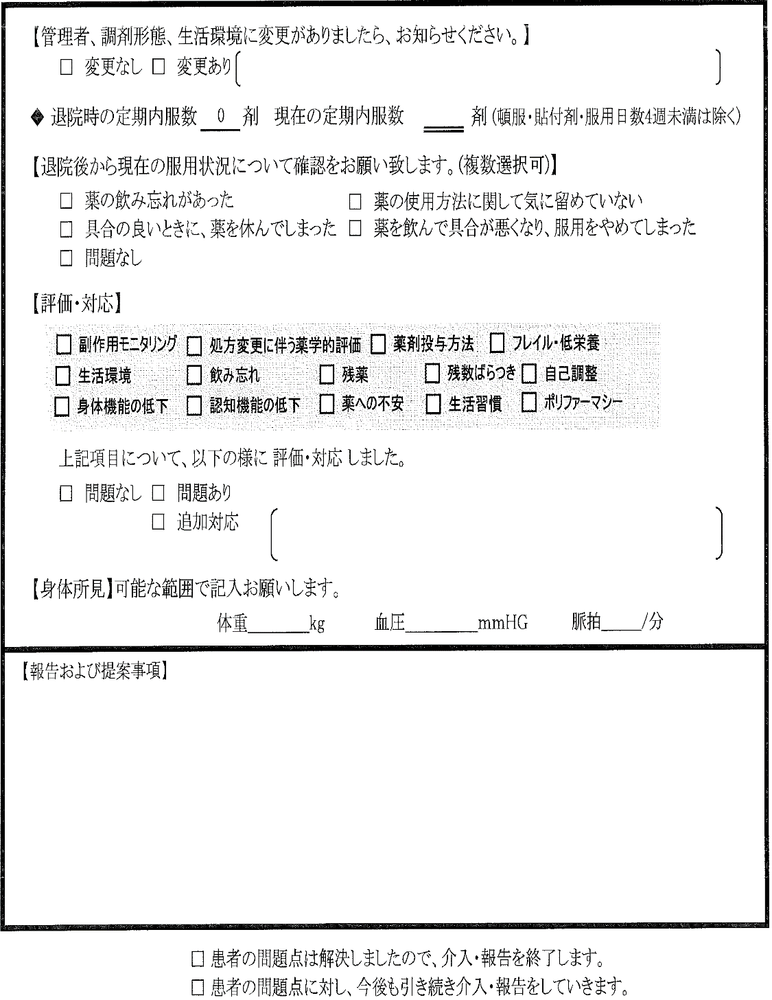 【管理者、調剤形態、生活環境に変更がありましたら、お知らせください。】
□ 変更なし □ 変更あり
◆ 退院時の定期内服数 0 剤 現在の定期内服数 ___ 剤(頓服・貼付剤・服用日数4週未満は除く)
【退院後から現在の服用状況について確認をお願い致します。(複数選択可)】
□ 薬の飲み忘れがあった □ 薬の使用方法に関して気に留めていない
□ 具合の良いときに、薬を休んでしまった □ 薬を飲んで具合が悪くなり、服用をやめてしまった
□ 問題なし
【評価・対応】
□ 副作用モニタリング □ 処方変更に伴う薬学的評価 □ 薬剤投与方法 □ フレイル・低栄養
□ 生活環境 □ 飲み忘れ □ 残薬 □ 残数ばらつき □ 自己調整
□ 身体機能の低下 □ 認知機能の低下 □ 薬への不安 □ 生活習慣 □ ポリファーマシー
上記項目について、以下の様に 評価・対応 しました。
□ 問題なし □ 問題あり
□ 追加対応
【身体所見】可能な範囲で記入お願いします。
体重______kg 血圧_______mmHG 脈拍____/分
【報告および提案事項】
□ 患者の問題点は解決しましたので、介入・報告を終了します。
□ 患者の問題点に対し、今後も引き続き介入・報告をしていきます。